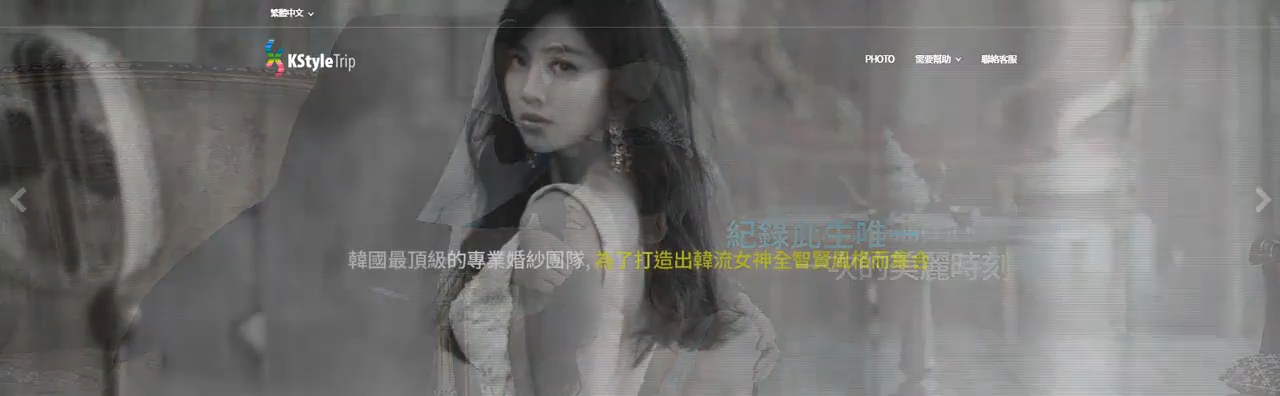 繁體中文
KStyleTrip
PHOTO
需要幫助
聯絡客服
紀錄此生唯一
韓國最頂級的專業婚紗團隊, 為了打造出韓流女神全智賢風格而集合
次的美麗時刻